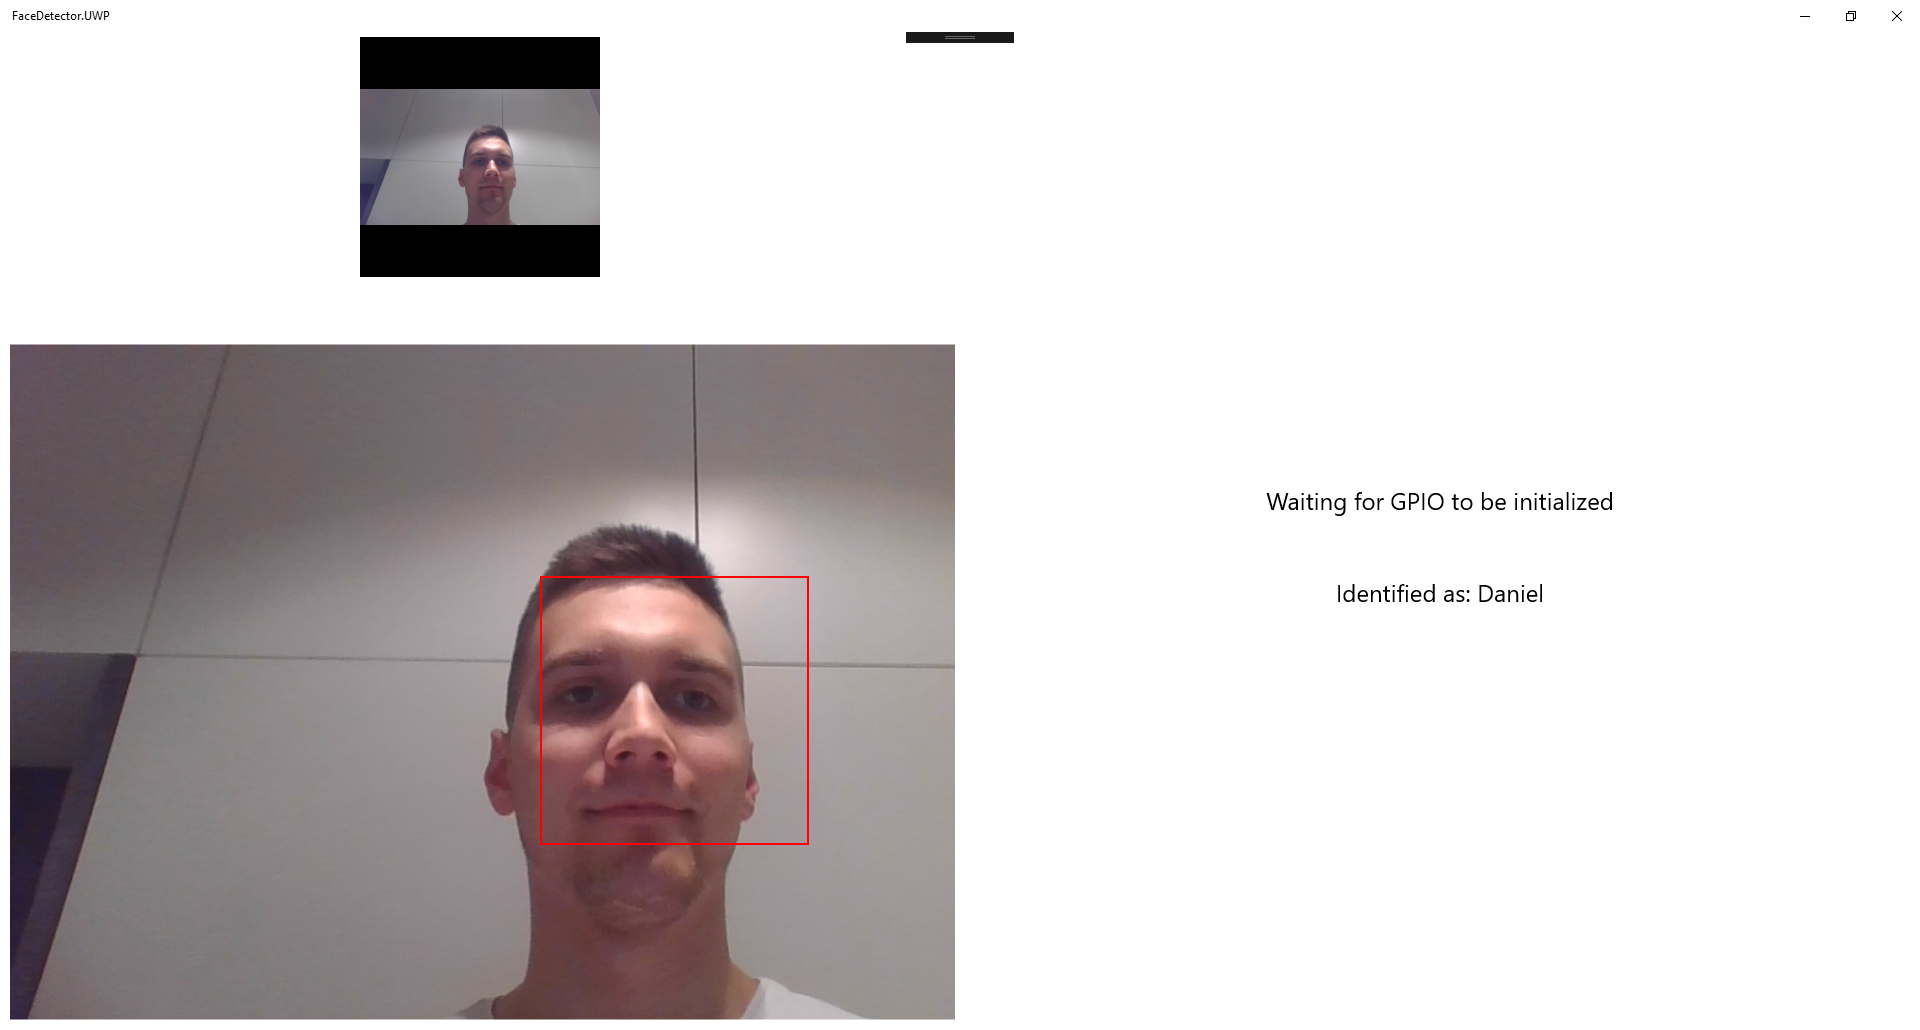 FaceDetector.UWP
Waiting for GPIO to be initialized
Identified as: Daniel